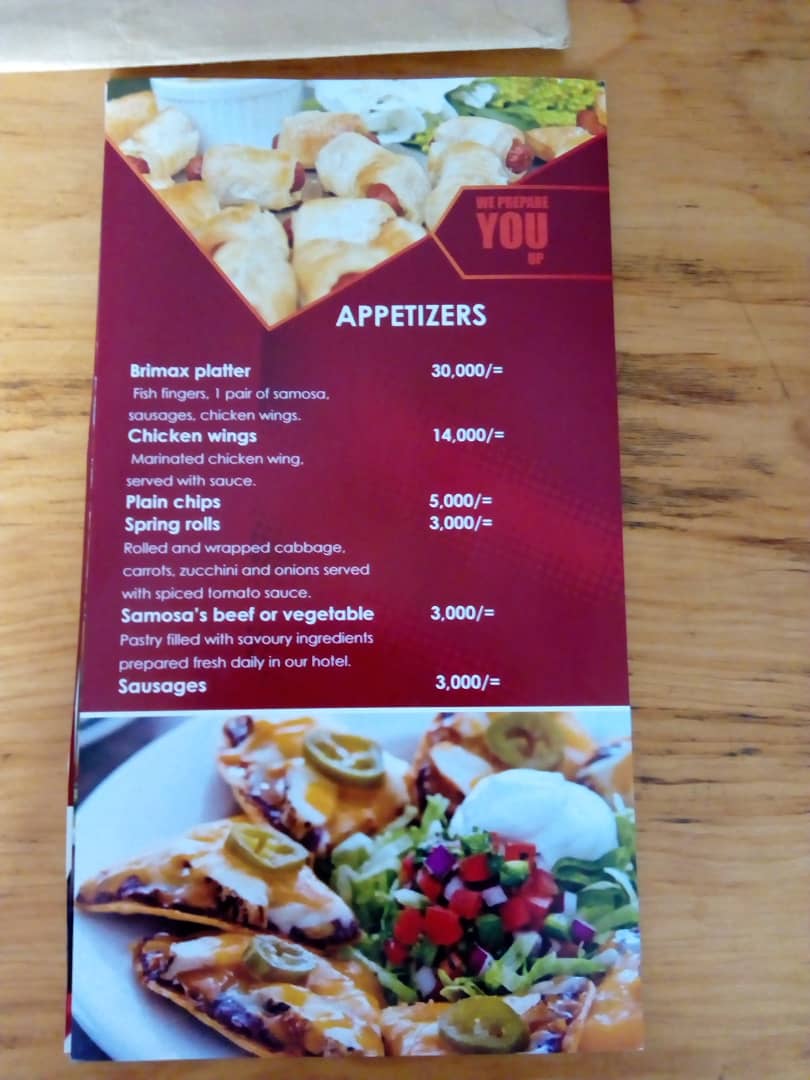 WE PREPARE
YOU
UP
APPETIZERS
Brimax platter 30,000/=
Fish fingers, 1 pair of samosa,
sausages, chicken wings.
Chicken wings 14,000/=
Marinated chicken wing,
served with sauce.
Plain chips 5,000/=
Spring rolls 3,000/=
Rolled and wrapped cabbage,
carrots, zucchini and onions served
with spiced tomato sauce.
Samosa's beef or vegetable 3,000/=
Pastry filled with savoury ingredients
prepared fresh daily in our hotel.
Sausages 3,000/=